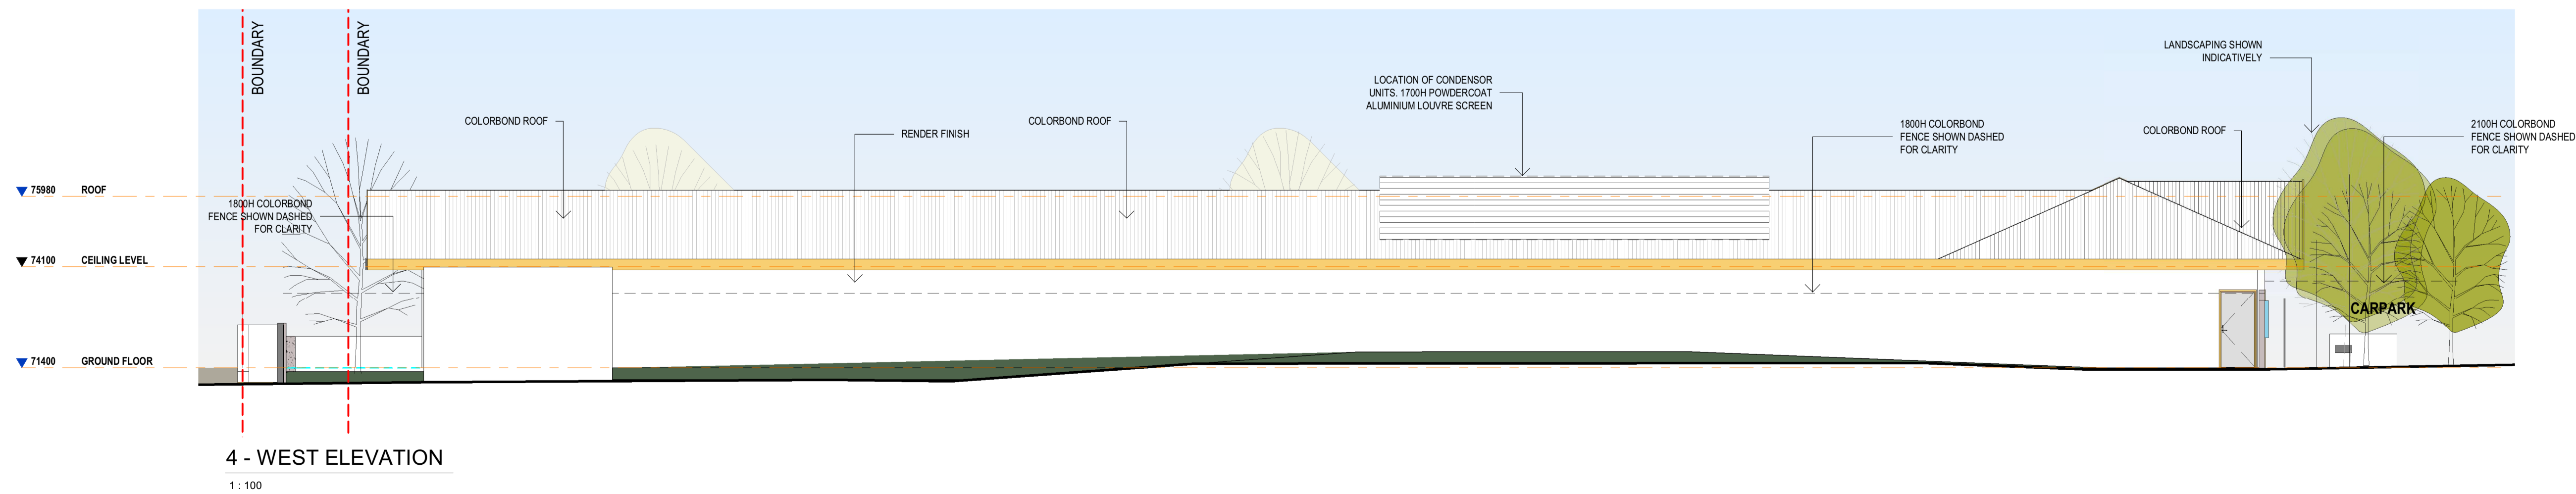 BOUNDARY
BOUNDARY
LANDSCAPING SHOWN
INDICATIVELY
LOCATION OF CONDENSOR
UNITS. 1700H POWDERCOAT
ALUMINIUM LOUVRE SCREEN
COLORBOND ROOF
RENDER FINISH
COLORBOND ROOF
1800H COLORBOND
FENCE SHOWN DASHED
FOR CLARITY
COLORBOND ROOF
2100H COLORBOND
FENCE SHOWN DASHED
FOR CLARITY
75980 ROOF
1800H COLORBOND
FENCE SHOWN DASHED
FOR CLARITY
74100 CEILING LEVEL
CARPARK
71400 GROUND FLOOR
4 - WEST ELEVATION
1 : 100